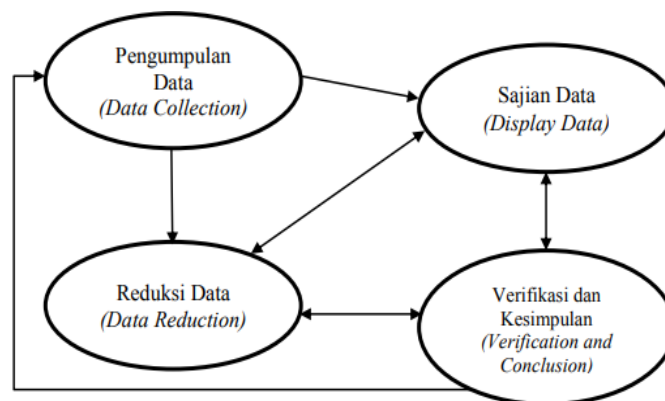 Pengumpulan
Data
(Data Collection)
Sajian Data
(Display Data)
Reduksi Data
(Data Reduction)
Verifikasi dan
Kesimpulan
(Verification and
Conclusion)